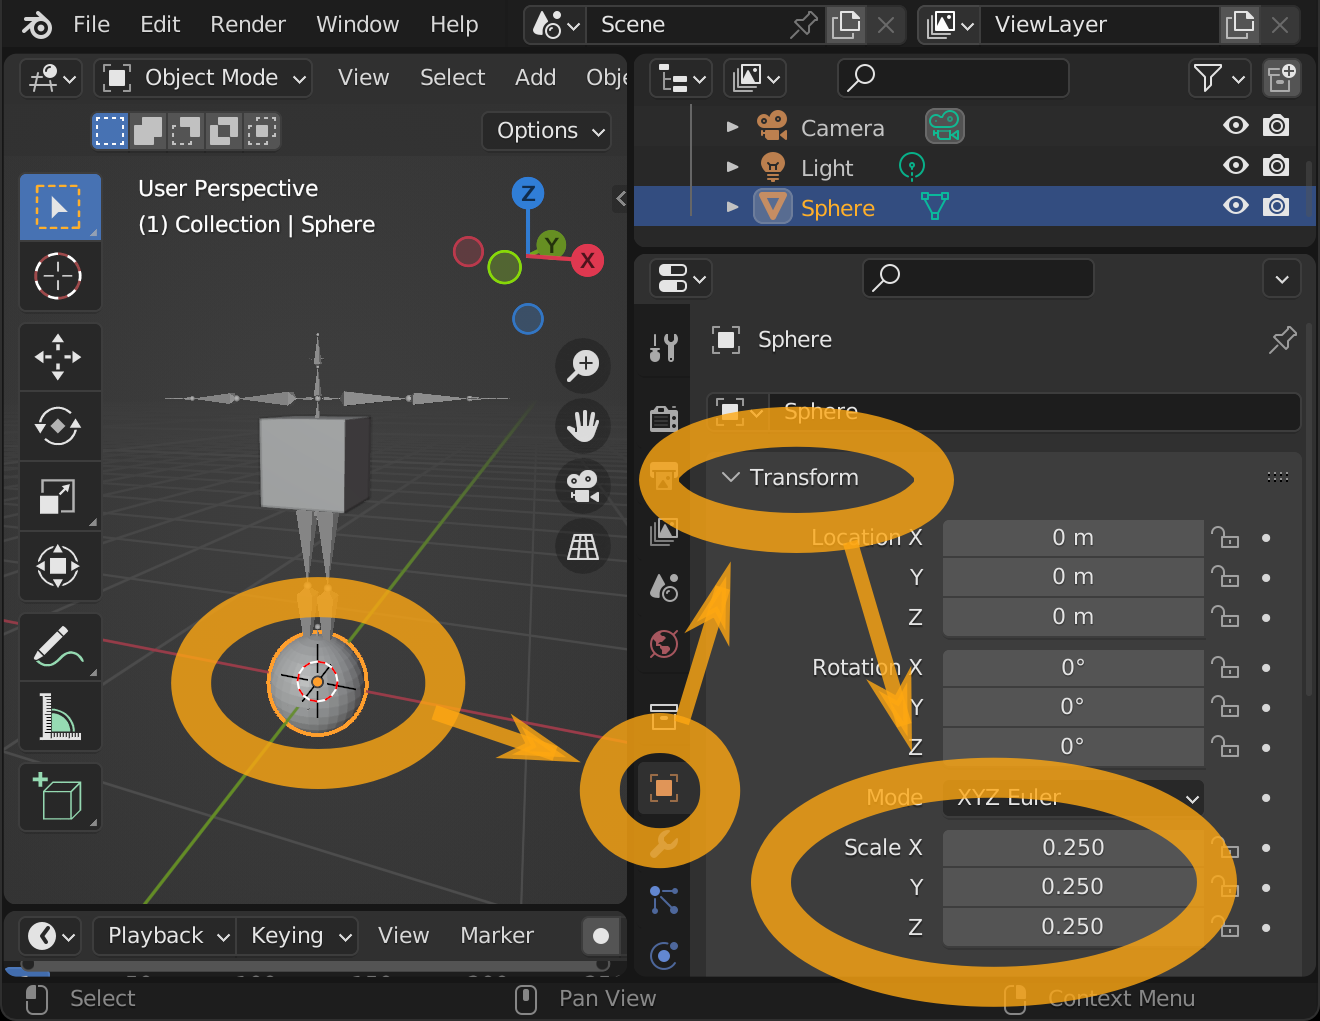 File Edit Render Window Help Scene ViewLayer
Object Mode View Select Add Obje
Options
User Perspective
(1) Collection | Sphere
Z
Y
X
Camera
Light
Sphere
Sphere
Sphere
Transform
Location X 0 m
Y 0 m
Z 0 m
Rotation X 0°
Y 0°
Z 0°
Mode XYZ Euler
Scale X 0.250
Y 0.250
Z 0.250
Playback Keying View Marker
Select Pan View Context Menu